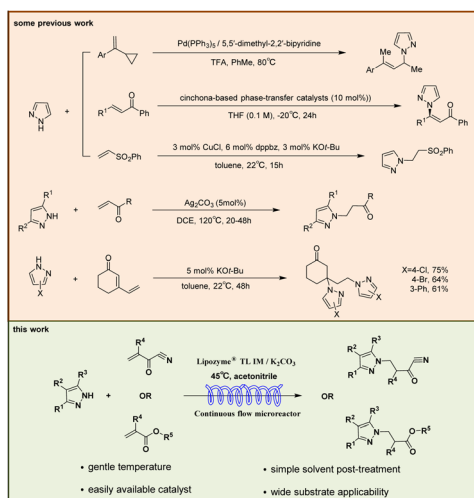 some previous work
Pd(PPh3)5 / 5,5'-dimethyl-2,2'-bipyridine
TFA, PhMe, 80°C
Ar
Me
Ar
Me
N
N
N
N
H
+
R1
O
Ph
cinchona-based phase-transfer catalysts (10 mol%))
THF (0.1 M), -20°C, 24h
N
N
O
R1
Ph
SO2Ph
3 mol% CuCl, 6 mol% dppbz, 3 mol% KOt-Bu
toluene, 22°C, 15h
N
N
SO2Ph
R1
R2
N
NH
+
O
R
Ag2CO3 (5mol%)
DCE, 120°C, 20-48h
R1
R2
N
N
R
O
H
N
N
X
+
O
5 mol% KOt-Bu
toluene, 22°C, 48h
O
N
N
X
N
N
X
X=4-Cl, 75%
4-Br, 64%
3-Ph, 61%
this work
R2
R3
R1
N
NH
+
R4
O
N
OR
R4
O
O
R5
Lipozyme® TL IM / K2CO3
45°C, acetonitrile
Continuous flow microreactor
R2
R3
R1
N
N
R4
O
N
OR
R2
R3
R1
N
N
R4
O
O
R5
• gentle temperature
• simple solvent post-treatment
• easily available catalyst
• wide substrate applicability